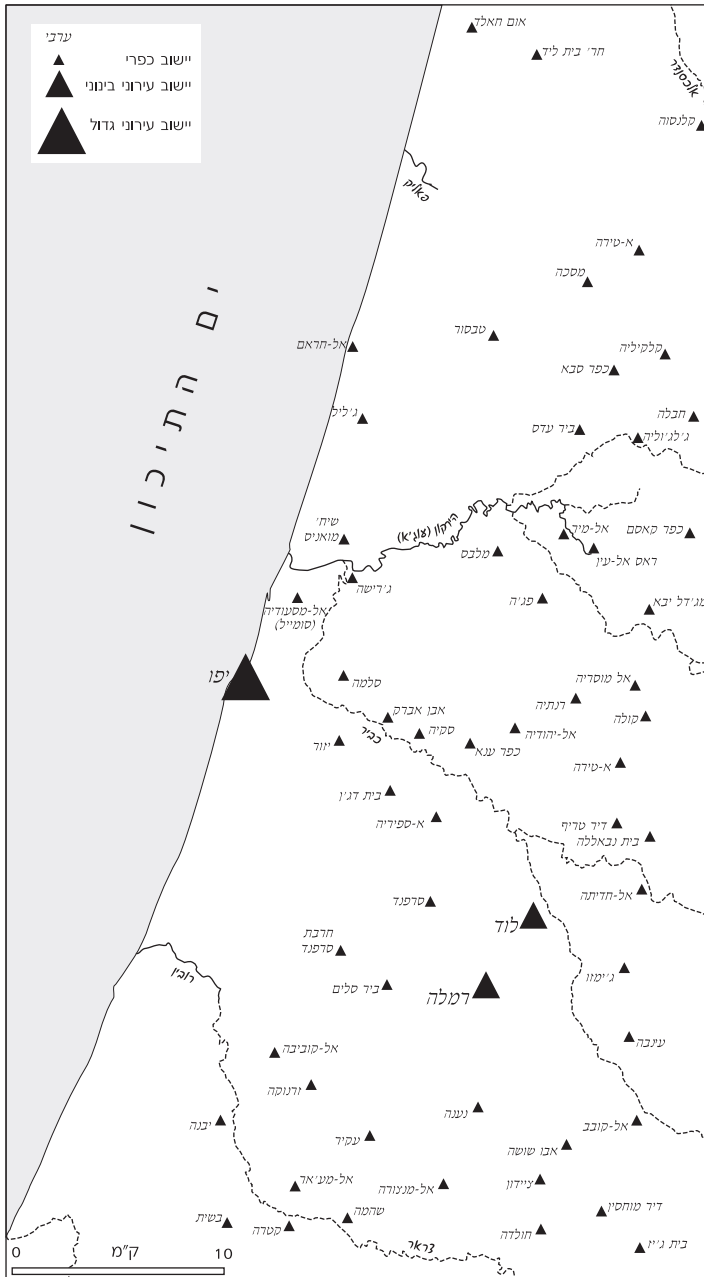 ערבי
יישוב כפרי
יישוב עירוני בינוני
יישוב עירוני גדול
אום חאלד
חר' בית ליד
אלכסנדר
קלנסוה
פאליק
א-טירה
מסכה
ים התיכון
טבסור
אל-חראם
קלקיליה
כפר סבא
ג'ליל
חבלה
ביר עדס
ג'לג'וליה
הירקון (עוג'א)
שיח'
מואניס
אל-מיר
כפר קאסם
מלבס
ראס אל-עין
ג'רישה
אל-מסעודיה
(סומייל)
פג'ה
מג'דל יבא
יפו
סלמה
אל מוסריה
רנתיה
אבן אברק
קולה
אל-יהודיה
סקיה
כביר
יזור
כפר ענא
א-טירה
בית דג'ן
א-ספיריה
דיר טריף
בית נבאללה
אל-חדיתה
סרפנד
לוד
חרבת
סרפנד
ג'ימזו
רובין
ביר סלים
רמלה
עינבה
אל-קוביבה
זרנוקה
נענה
יבנה
אל-קובב
עקיר
אבו שושה
אל-מע'אר
אל-מנצורה
ציידון
דיר מוחסין
בשית
קטרה
שהמה
חולדה
צראר
בית ג'יז
0 ק"מ 10